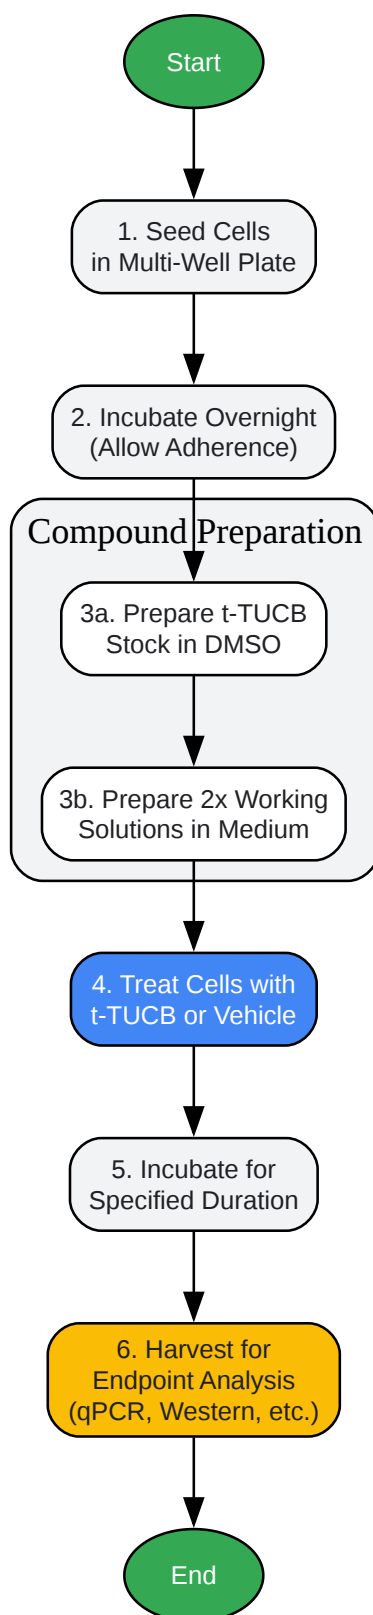 Start
1. Seed Cells
in Multi-Well Plate
2. Incubate Overnight
(Allow Adherence)
Compound Preparation
3a. Prepare t-TUCB
Stock in DMSO
3b. Prepare 2x Working
Solutions in Medium
4. Treat Cells with
t-TUCB or Vehicle
5. Incubate for
Specified Duration
6. Harvest for
Endpoint Analysis
(qPCR, Western, etc.)
End